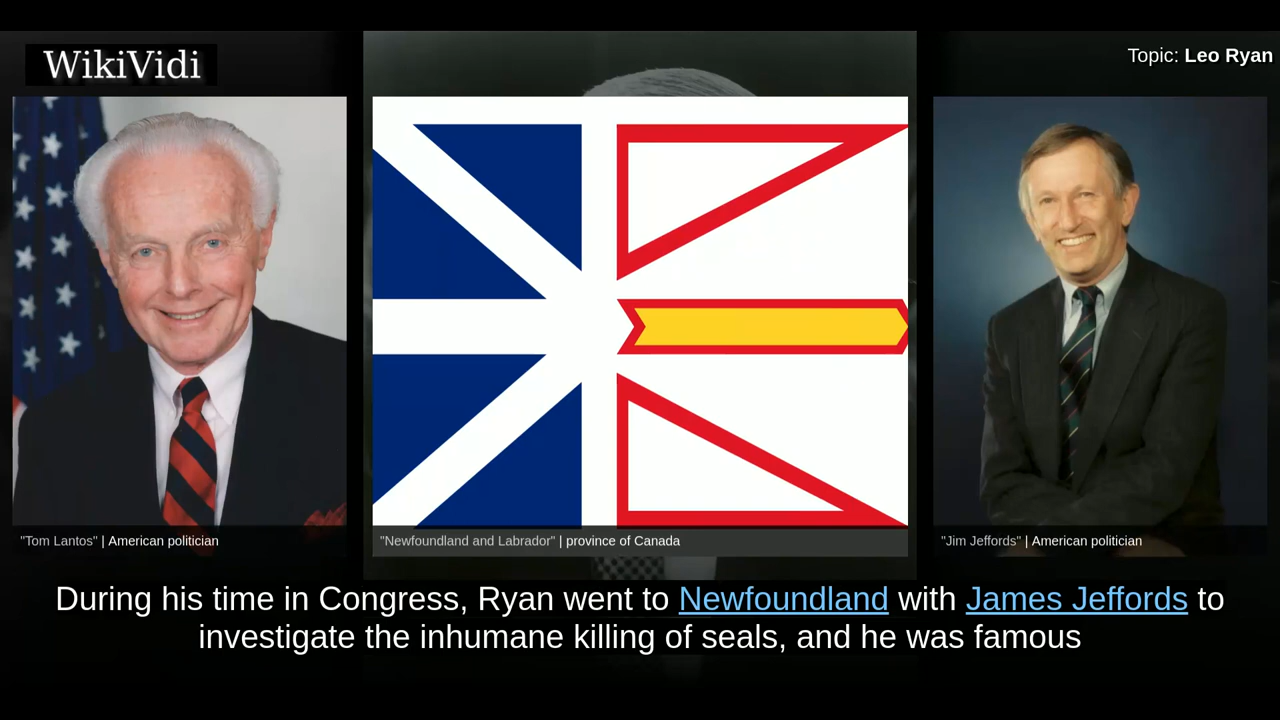 WikiVidi
Topic: Leo Ryan
"Tom Lantos" | American politician
"Newfoundland and Labrador" | province of Canada
"Jim Jeffords" | American politician
During his time in Congress, Ryan went to Newfoundland with James Jeffords to
investigate the inhumane killing of seals, and he was famous